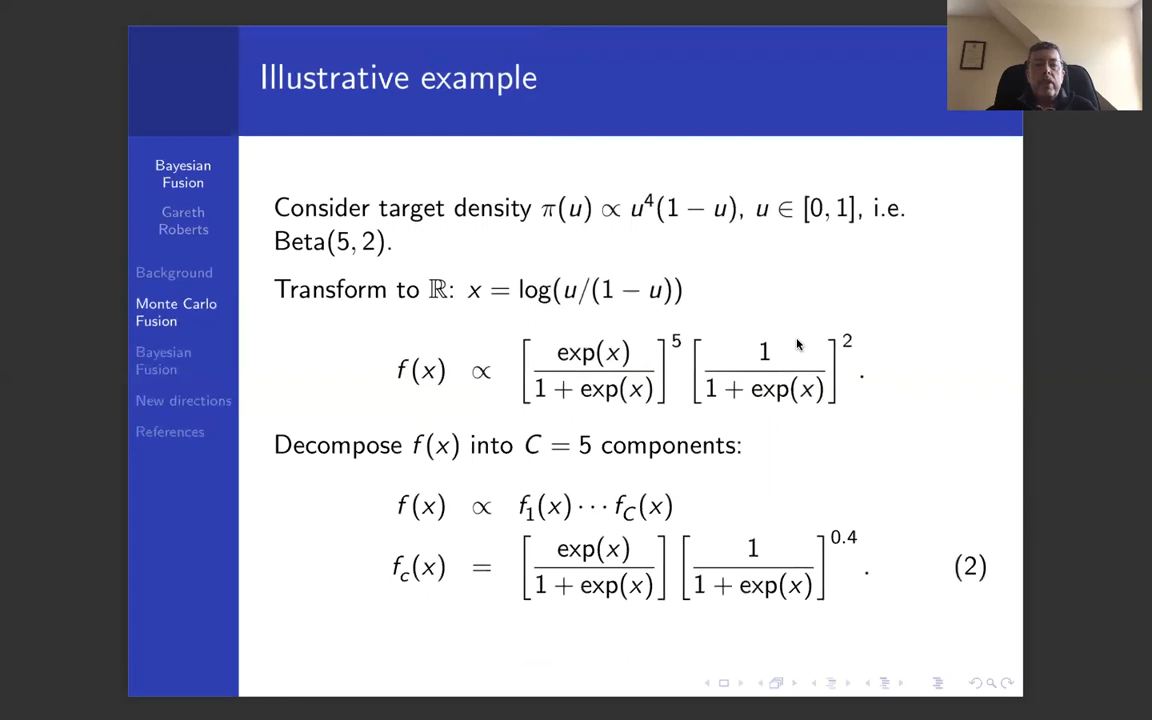 Illustrative example
Bayesian
Fusion
Gareth
Roberts
Background
Monte Carlo
Fusion
Bayesian
Fusion
New directions
References
Consider target density π(u) ∝ u⁴(1 − u), u ∈ [0, 1], i.e.
Beta(5, 2).
Transform to ℝ: x = log(u/(1 − u))
f(x) ∝ [exp(x) / 1 + exp(x)]⁵ [1 / 1 + exp(x)]².
Decompose f(x) into C = 5 components:
f(x) ∝ f₁(x) ··· f_C(x)
f_c(x) = [exp(x) / 1 + exp(x)] [1 / 1 + exp(x)]^0.4. (2)